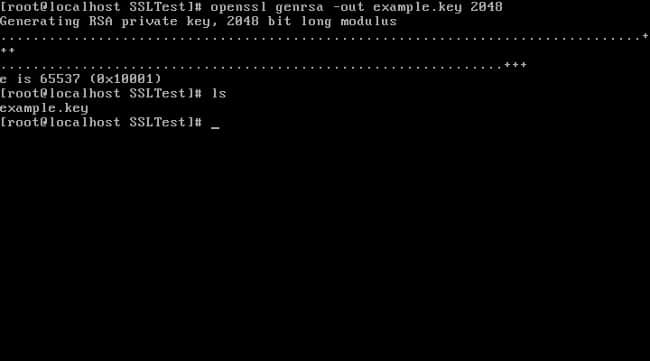 [root@localhost SSLTest]# openssl genrsa -out example.key 2048
Generating RSA private key, 2048 bit long modulus
.................................................................................+
++
...............................................................+++
e is 65537 (0x10001)
[root@localhost SSLTest]# ls
example.key
[root@localhost SSLTest]# _